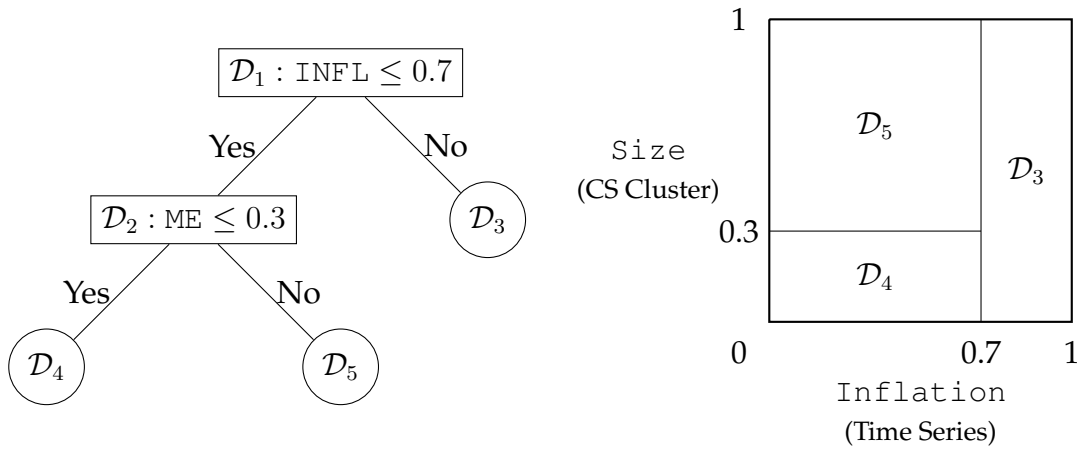 𝒟₁ : INFL ≤ 0.7
Yes
No
𝒟₂ : ME ≤ 0.3
𝒟₃
Yes
No
𝒟₄
𝒟₅
1
𝒟₅
Size
(CS Cluster)
𝒟₃
0.3
𝒟₄
0
0.7
1
Inflation
(Time Series)